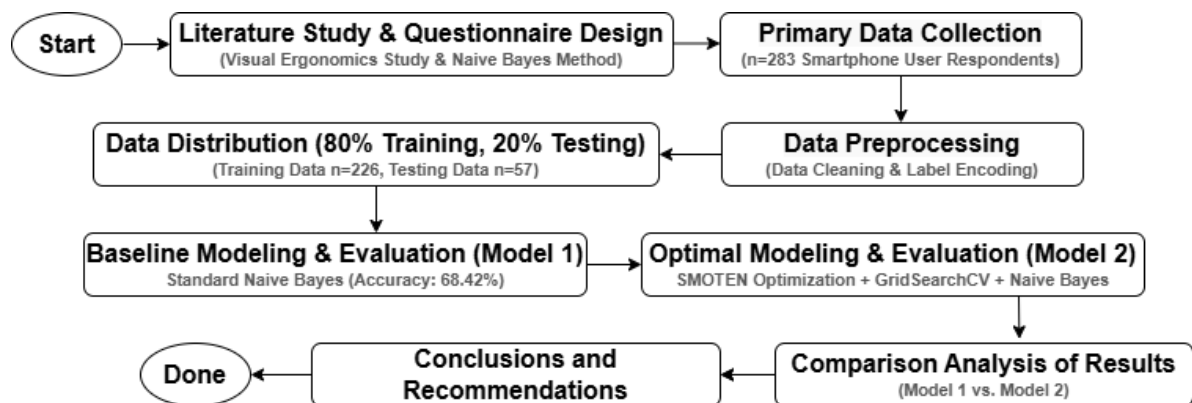 Start
Literature Study & Questionnaire Design
(Visual Ergonomics Study & Naive Bayes Method)
Primary Data Collection
(n=283 Smartphone User Respondents)
Data Preprocessing
(Data Cleaning & Label Encoding)
Data Distribution (80% Training, 20% Testing)
(Training Data n=226, Testing Data n=57)
Baseline Modeling & Evaluation (Model 1)
Standard Naive Bayes (Accuracy: 68.42%)
Optimal Modeling & Evaluation (Model 2)
SMOTEN Optimization + GridSearchCV + Naive Bayes
Comparison Analysis of Results
(Model 1 vs. Model 2)
Conclusions and
Recommendations
Done